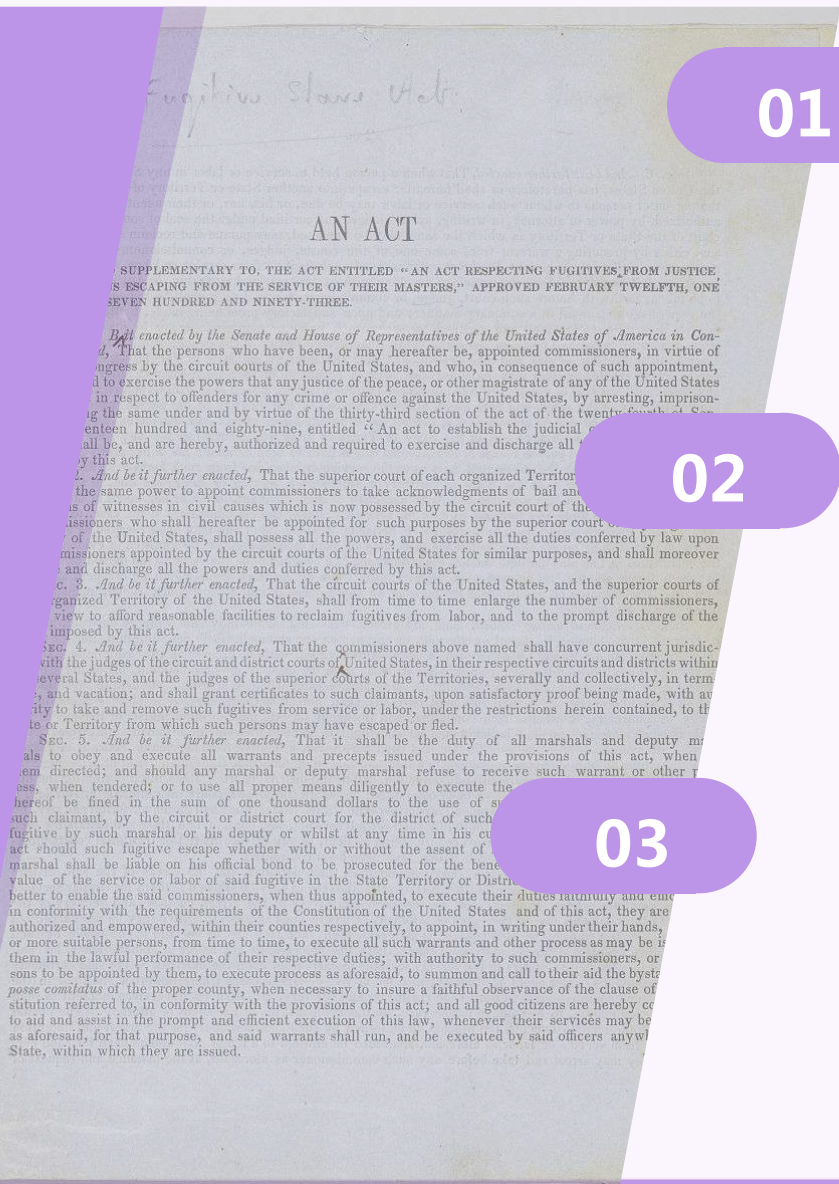 Fugitive Slave Act.
01
AN ACT
SUPPLEMENTARY TO, THE ACT ENTITLED “AN ACT RESPECTING FUGITIVES FROM JUSTICE,
ESCAPING FROM THE SERVICE OF THEIR MASTERS,” APPROVED FEBRUARY TWELFTH, ONE
SEVEN HUNDRED AND NINETY-THREE.
Be it enacted by the Senate and House of Representatives of the United States of America in Con-
That the persons who have been, or may hereafter be, appointed commissioners, in virtue of
ngress by the circuit courts of the United States, and who, in consequence of such appointment,
d to exercise the powers that any justice of the peace, or other magistrate of any of the United States
in respect to offenders for any crime or offence against the United States, by arresting, imprison-
g the same under and by virtue of the thirty-third section of the act of the twenty-fourth of Sep-
enteen hundred and eighty-nine, entitled “An act to establish the judicial
all be, and are hereby, authorized and required to exercise and discharge all
by this act.
2. And be it further enacted, That the superior court of each organized Territor
the same power to appoint commissioners to take acknowledgments of bail an
s of witnesses in civil causes which is now possessed by the circuit court of the
02
issioners who shall hereafter be appointed for such purposes by the superior court
of the United States, shall possess all the powers, and exercise all the duties conferred by law upon
missioners appointed by the circuit courts of the United States for similar purposes, and shall moreover
and discharge all the powers and duties conferred by this act.
c. 3. And be it further enacted, That the circuit courts of the United States, and the superior courts of
rganized Territory of the United States, shall from time to time enlarge the number of commissioners,
view to afford reasonable facilities to reclaim fugitives from labor, and to the prompt discharge of the
imposed by this act.
SEC. 4. And be it further enacted, That the commissioners above named shall have concurrent jurisdic-
with the judges of the circuit and district courts of United States, in their respective circuits and districts within
everal States, and the judges of the superior courts of the Territories, severally and collectively, in term
, and vacation; and shall grant certificates to such claimants, upon satisfactory proof being made, with au
ity to take and remove such fugitives from service or labor, under the restrictions herein contained, to th
te or Territory from which such persons may have escaped or fled.
SEC. 5. And be it further enacted, That it shall be the duty of all marshals and deputy ma
als to obey and execute all warrants and precepts issued under the provisions of this act, when
em directed; and should any marshal or deputy marshal refuse to receive such warrant or other p
ess, when tendered; or to use all proper means diligently to execute the
hereof be fined in the sum of one thousand dollars to the use of su
such claimant, by the circuit or district court for the district of such
fugitive by such marshal or his deputy or whilst at any time in his cu
03
act should such fugitive escape whether with or without the assent of
marshal shall be liable on his official bond to be prosecuted for the bene
value of the service or labor of said fugitive in the State Territory or Distri
better to enable the said commissioners, when thus appointed, to execute their duties faithfully and
in conformity with the requirements of the Constitution of the United States and of this act, they are
authorized and empowered, within their counties respectively, to appoint, in writing under their hands,
or more suitable persons, from time to time, to execute all such warrants and other process as may be is
them in the lawful performance of their respective duties; with authority to such commissioners, or
sons to be appointed by them, to execute process as aforesaid, to summon and call to their aid the bysta
posse comitatus of the proper county, when necessary to insure a faithful observance of the clause of
stitution referred to, in conformity with the provisions of this act; and all good citizens are hereby co
to aid and assist in the prompt and efficient execution of this law, whenever their services may be
as aforesaid, for that purpose, and said warrants shall run, and be executed by said officers anywh
State, within which they are issued.